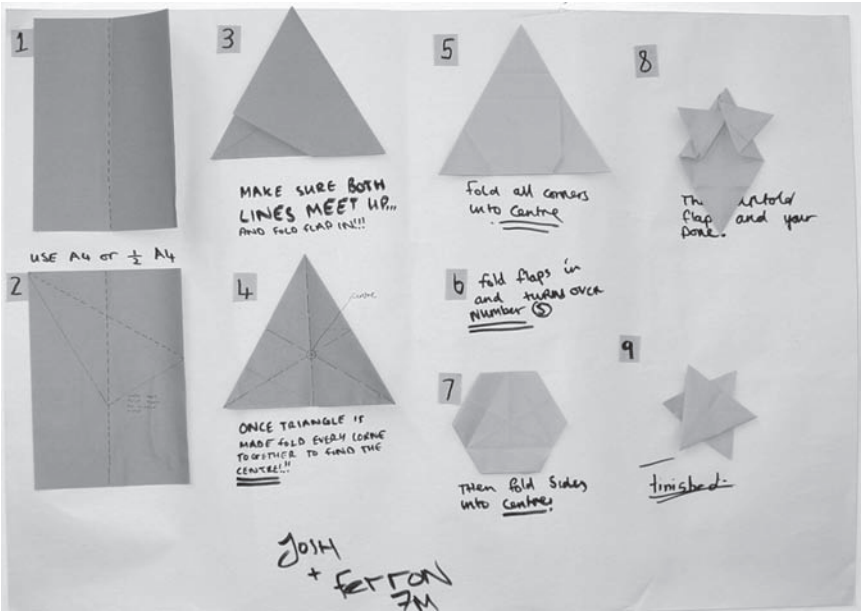 1
USE A4 or ½ A4
2
3
MAKE SURE BOTH
LINES MEET UP...
AND FOLD FLAP IN!!!
4
centre
ONCE TRIANGLE IS
MADE FOLD EVERY CORNE
TOGETHER TO FIND THE
CENTRE!!!
5
fold all corners
into centre
6
fold flaps in
and TURN OVER
Number ⑤
7
Then fold Sides
into centre!
8
flap and your
Done.
9
finished.
JOSH
+ FERRON
7M